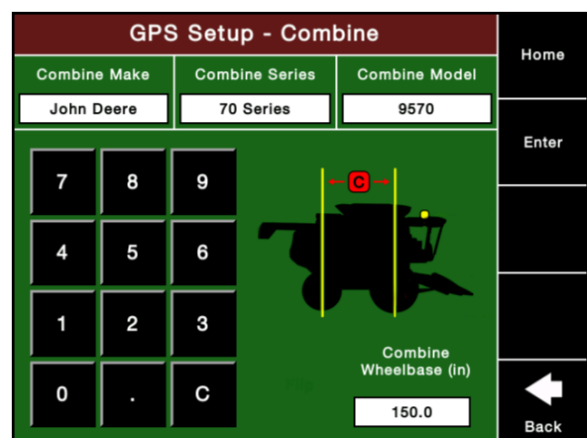 GPS Setup - Combine
Home
Combine Make
Combine Series
Combine Model
John Deere
70 Series
9570
Enter
7
8
9
C
4
5
6
1
2
3
Combine
Wheelbase (in)
0
.
C
150.0
Back